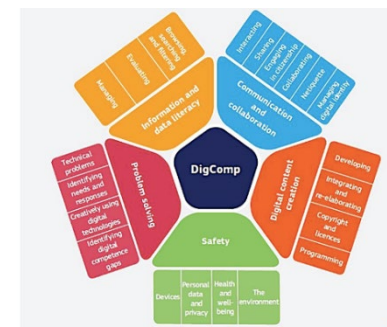 Browsing,
searching
and filtering
Evaluating
Managing
Information and
data literacy
Interacting
Sharing
Engaging
in citizenship
Collaborating
Netiquette
Managing
digital identity
Communication
and
collaboration
DigComp
Technical
problems
Identifying
needs and
responses
Creatively using
digital
technologies
Identifying
digital
competence
gaps
Problem solving
Digital content
creation
Developing
Integrating and
re-elaborating
Copyright
and
licences
Programming
Safety
Devices
Personal
data and
privacy
Health
and well-
being
The
environment